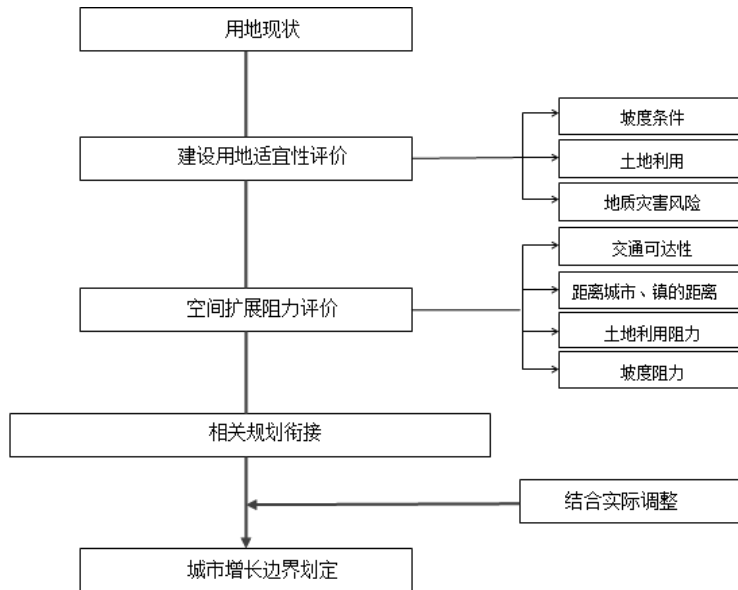 用地现状
建设用地适宜性评价
坡度条件
土地利用
地质灾害风险
空间扩展阻力评价
交通可达性
距离城市、镇的距离
土地利用阻力
坡度阻力
相关规划衔接
结合实际调整
城市增长边界划定